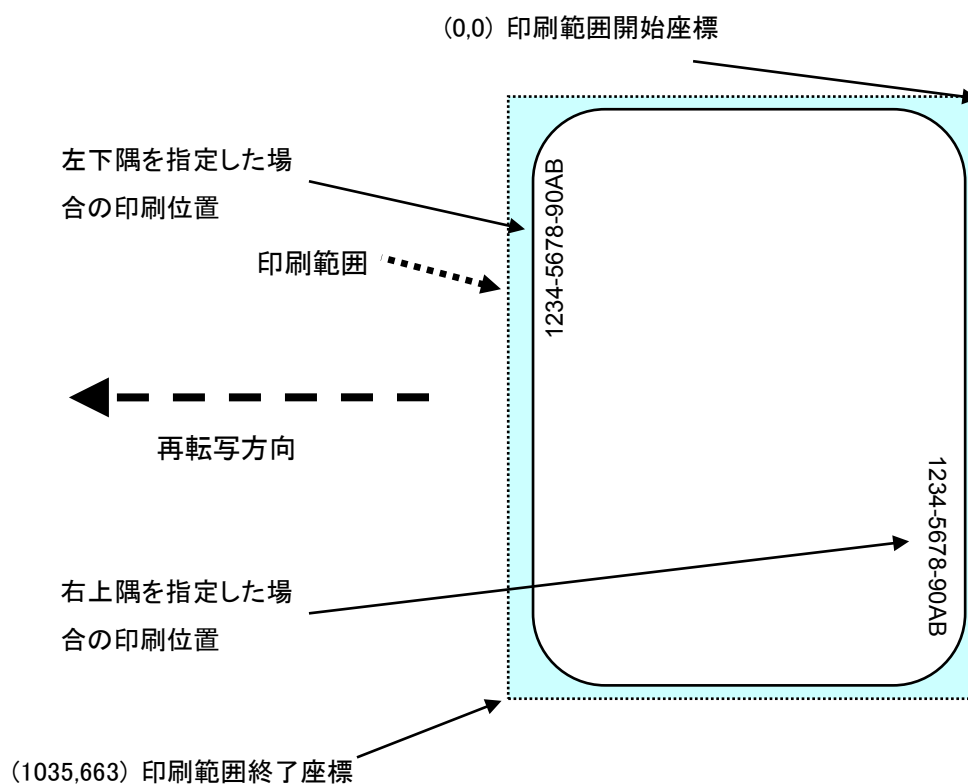 (0,0) 印刷範囲開始座標
左下隅を指定した場
合の印刷位置
1234-5678-90AB
印刷範囲
再転写方向
1234-5678-90AB
右上隅を指定した場
合の印刷位置
(1035,663) 印刷範囲終了座標